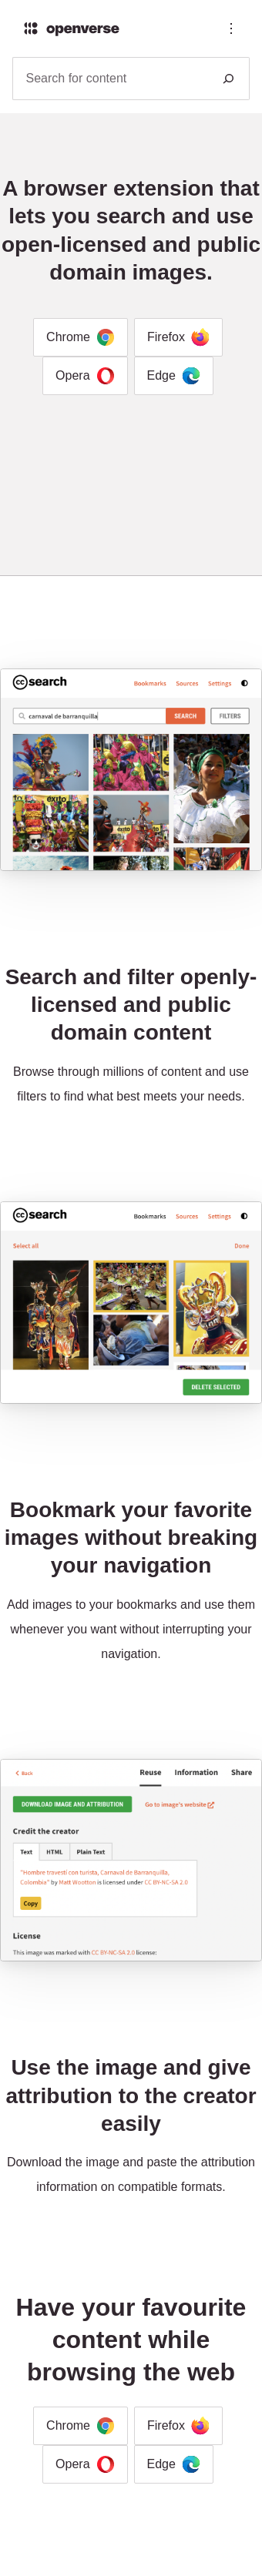 openverse
Search for content
A browser extension that
lets you search and use
open-licensed and public
domain images.
Chrome
Firefox
Opera
Edge
cc search
Bookmarks
Sources
Settings
carnaval de barranquilla
SEARCH
FILTERS
éxito
éxito
Search and filter openly-
licensed and public
domain content
Browse through millions of content and use
filters to find what best meets your needs.
cc search
Bookmarks
Sources
Settings
Select all
Done
DELETE SELECTED
Bookmark your favorite
images without breaking
your navigation
Add images to your bookmarks and use them
whenever you want without interrupting your
navigation.
Back
Reuse
Information
Share
DOWNLOAD IMAGE AND ATTRIBUTION
Go to image's website
Credit the creator
Text
HTML
Plain Text
"Hombre travestí con turista, Carnaval de Barranquilla,
Colombia" by Matt Wootton is licensed under CC BY-NC-SA 2.0
Copy
License
This image was marked with CC BY-NC-SA 2.0 license:
Use the image and give
attribution to the creator
easily
Download the image and paste the attribution
information on compatible formats.
Have your favourite
content while
browsing the web
Chrome
Firefox
Opera
Edge